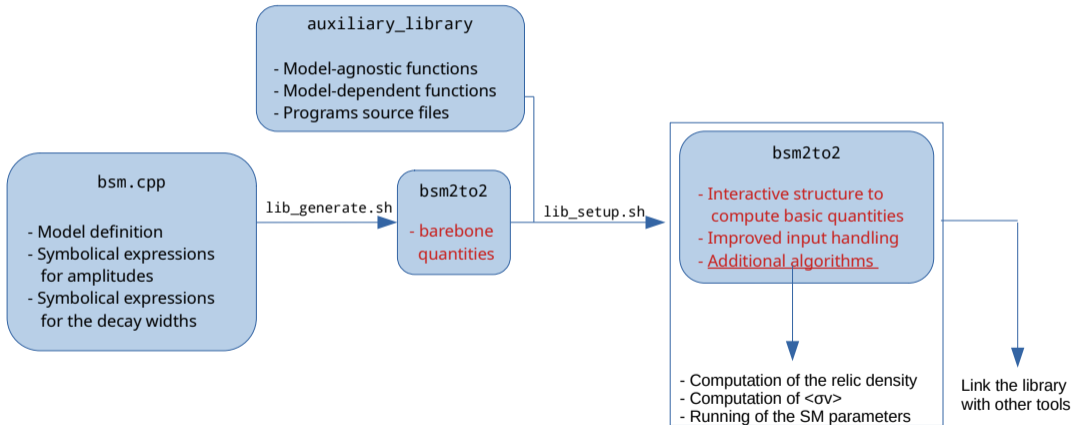 auxiliary_library
- Model-agnostic functions
- Model-dependent functions
- Programs source files
bsm.cpp
- Model definition
- Symbolical expressions
for amplitudes
- Symbolical expressions
for the decay widths
lib_generate.sh
bsm2to2
- barebone
quantities
lib_setup.sh
bsm2to2
- Interactive structure to
compute basic quantities
- Improved input handling
- Additional algorithms
- Computation of the relic density
- Computation of <σv>
- Running of the SM parameters
Link the library
with other tools